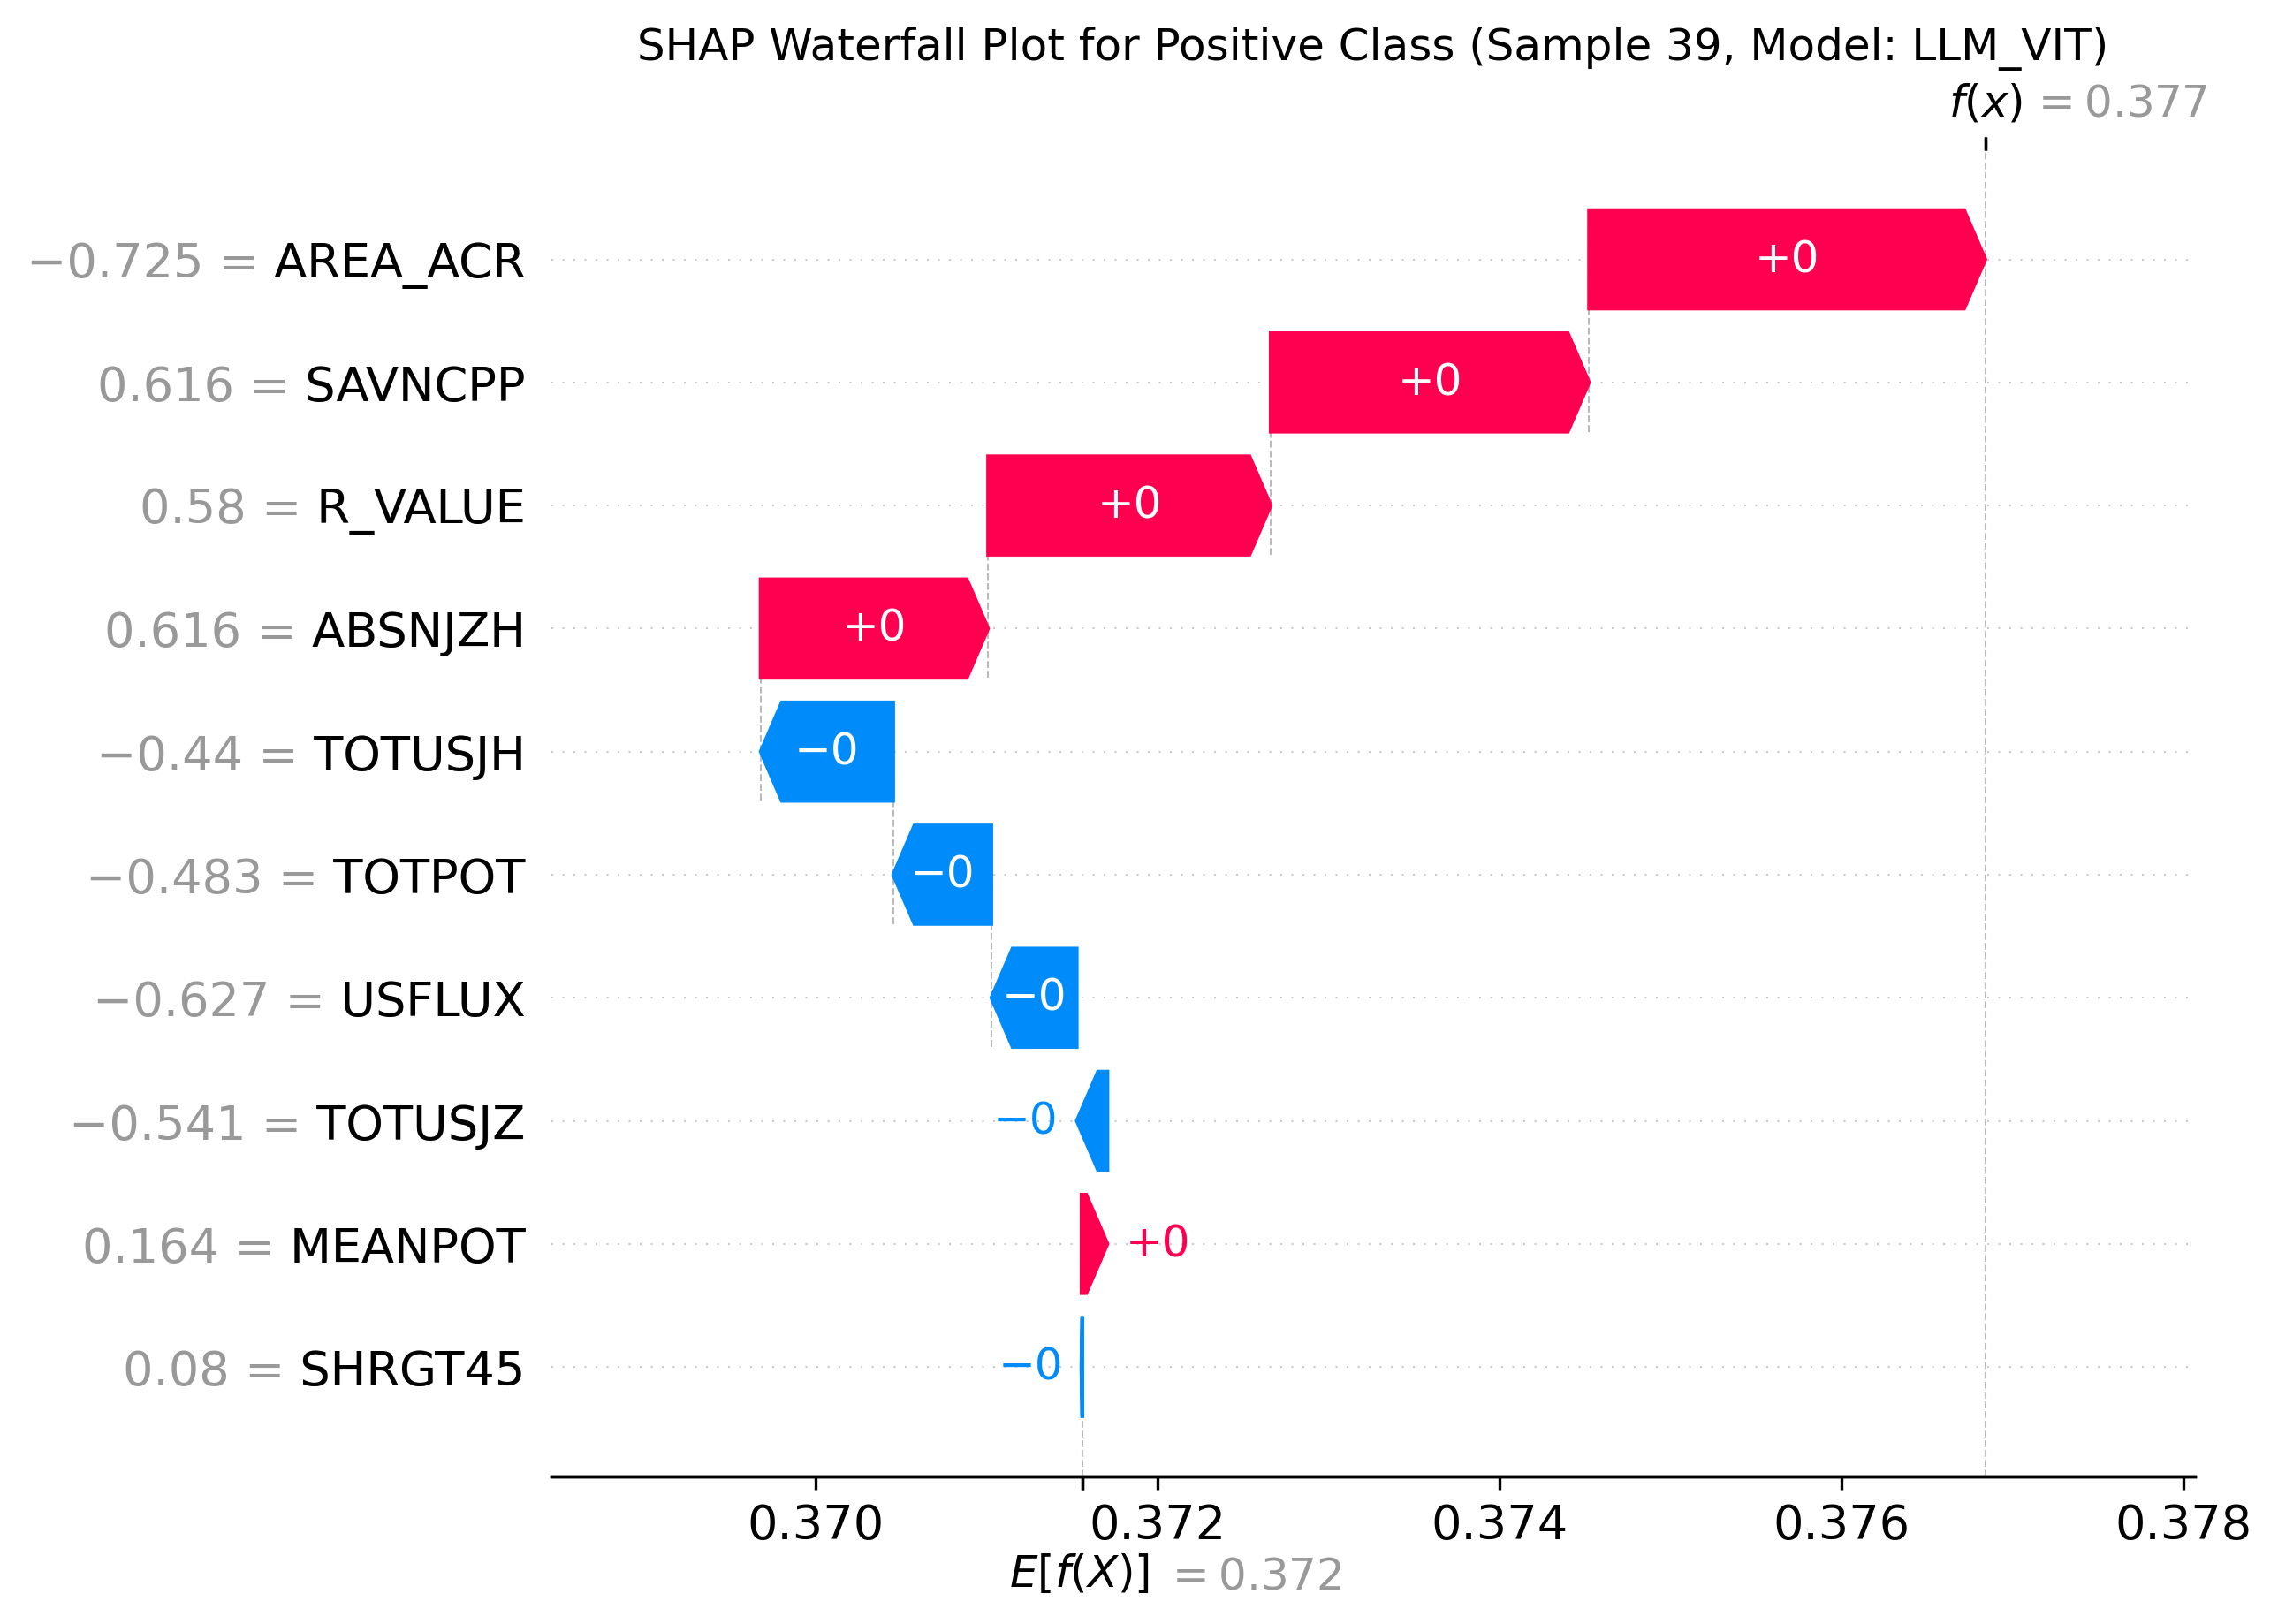 SHAP Waterfall Plot for Positive Class (Sample 39, Model: LLM_VIT)
f(x) = 0.377
−0.725 = AREA_ACR +0
0.616 = SAVNCPP +0
0.58 = R_VALUE +0
0.616 = ABSNJZH +0
−0.44 = TOTUSJH −0
−0.483 = TOTPOT −0
−0.627 = USFLUX −0
−0.541 = TOTUSJZ −0
0.164 = MEANPOT +0
0.08 = SHRGT45 −0
0.370 0.372 0.374 0.376 0.378
E[f(X)] = 0.372